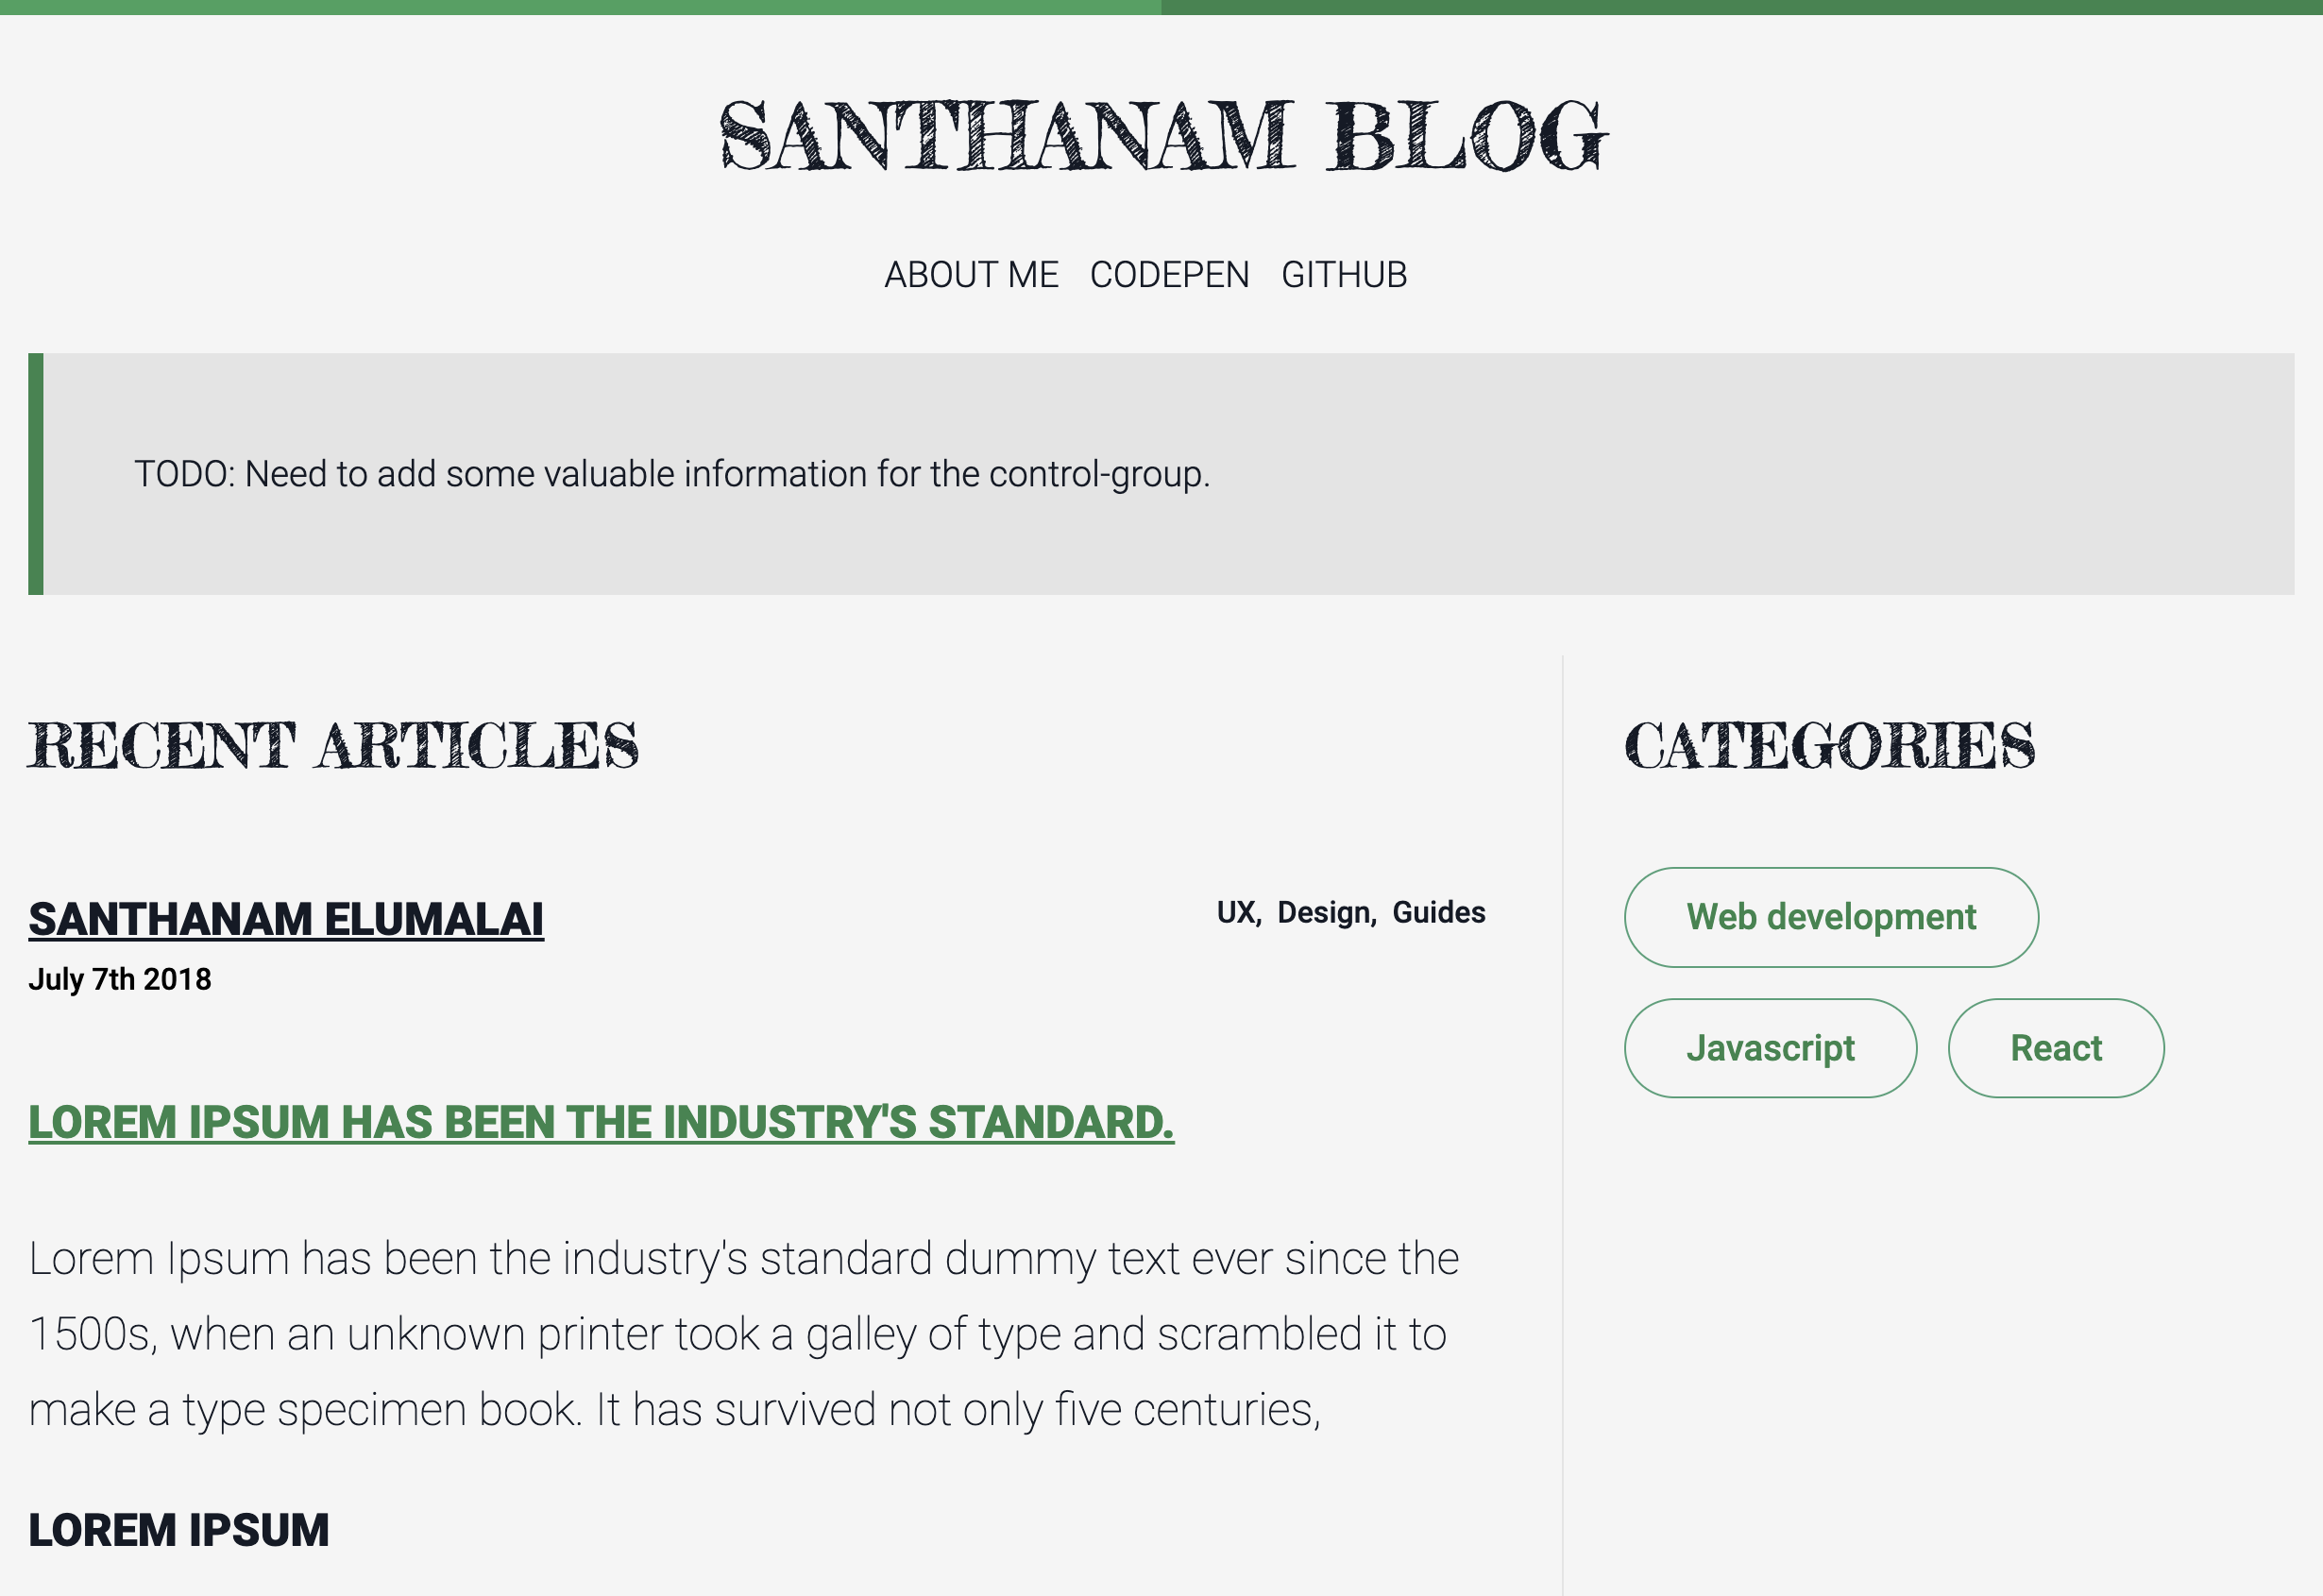 SANTHANAM BLOG
ABOUT ME CODEPEN GITHUB
TODO: Need to add some valuable information for the control-group.
RECENT ARTICLES
SANTHANAM ELUMALAI
UX, Design, Guides
July 7th 2018
LOREM IPSUM HAS BEEN THE INDUSTRY'S STANDARD.
Lorem Ipsum has been the industry's standard dummy text ever since the
1500s, when an unknown printer took a galley of type and scrambled it to
make a type specimen book. It has survived not only five centuries,
LOREM IPSUM
CATEGORIES
Web development
Javascript
React